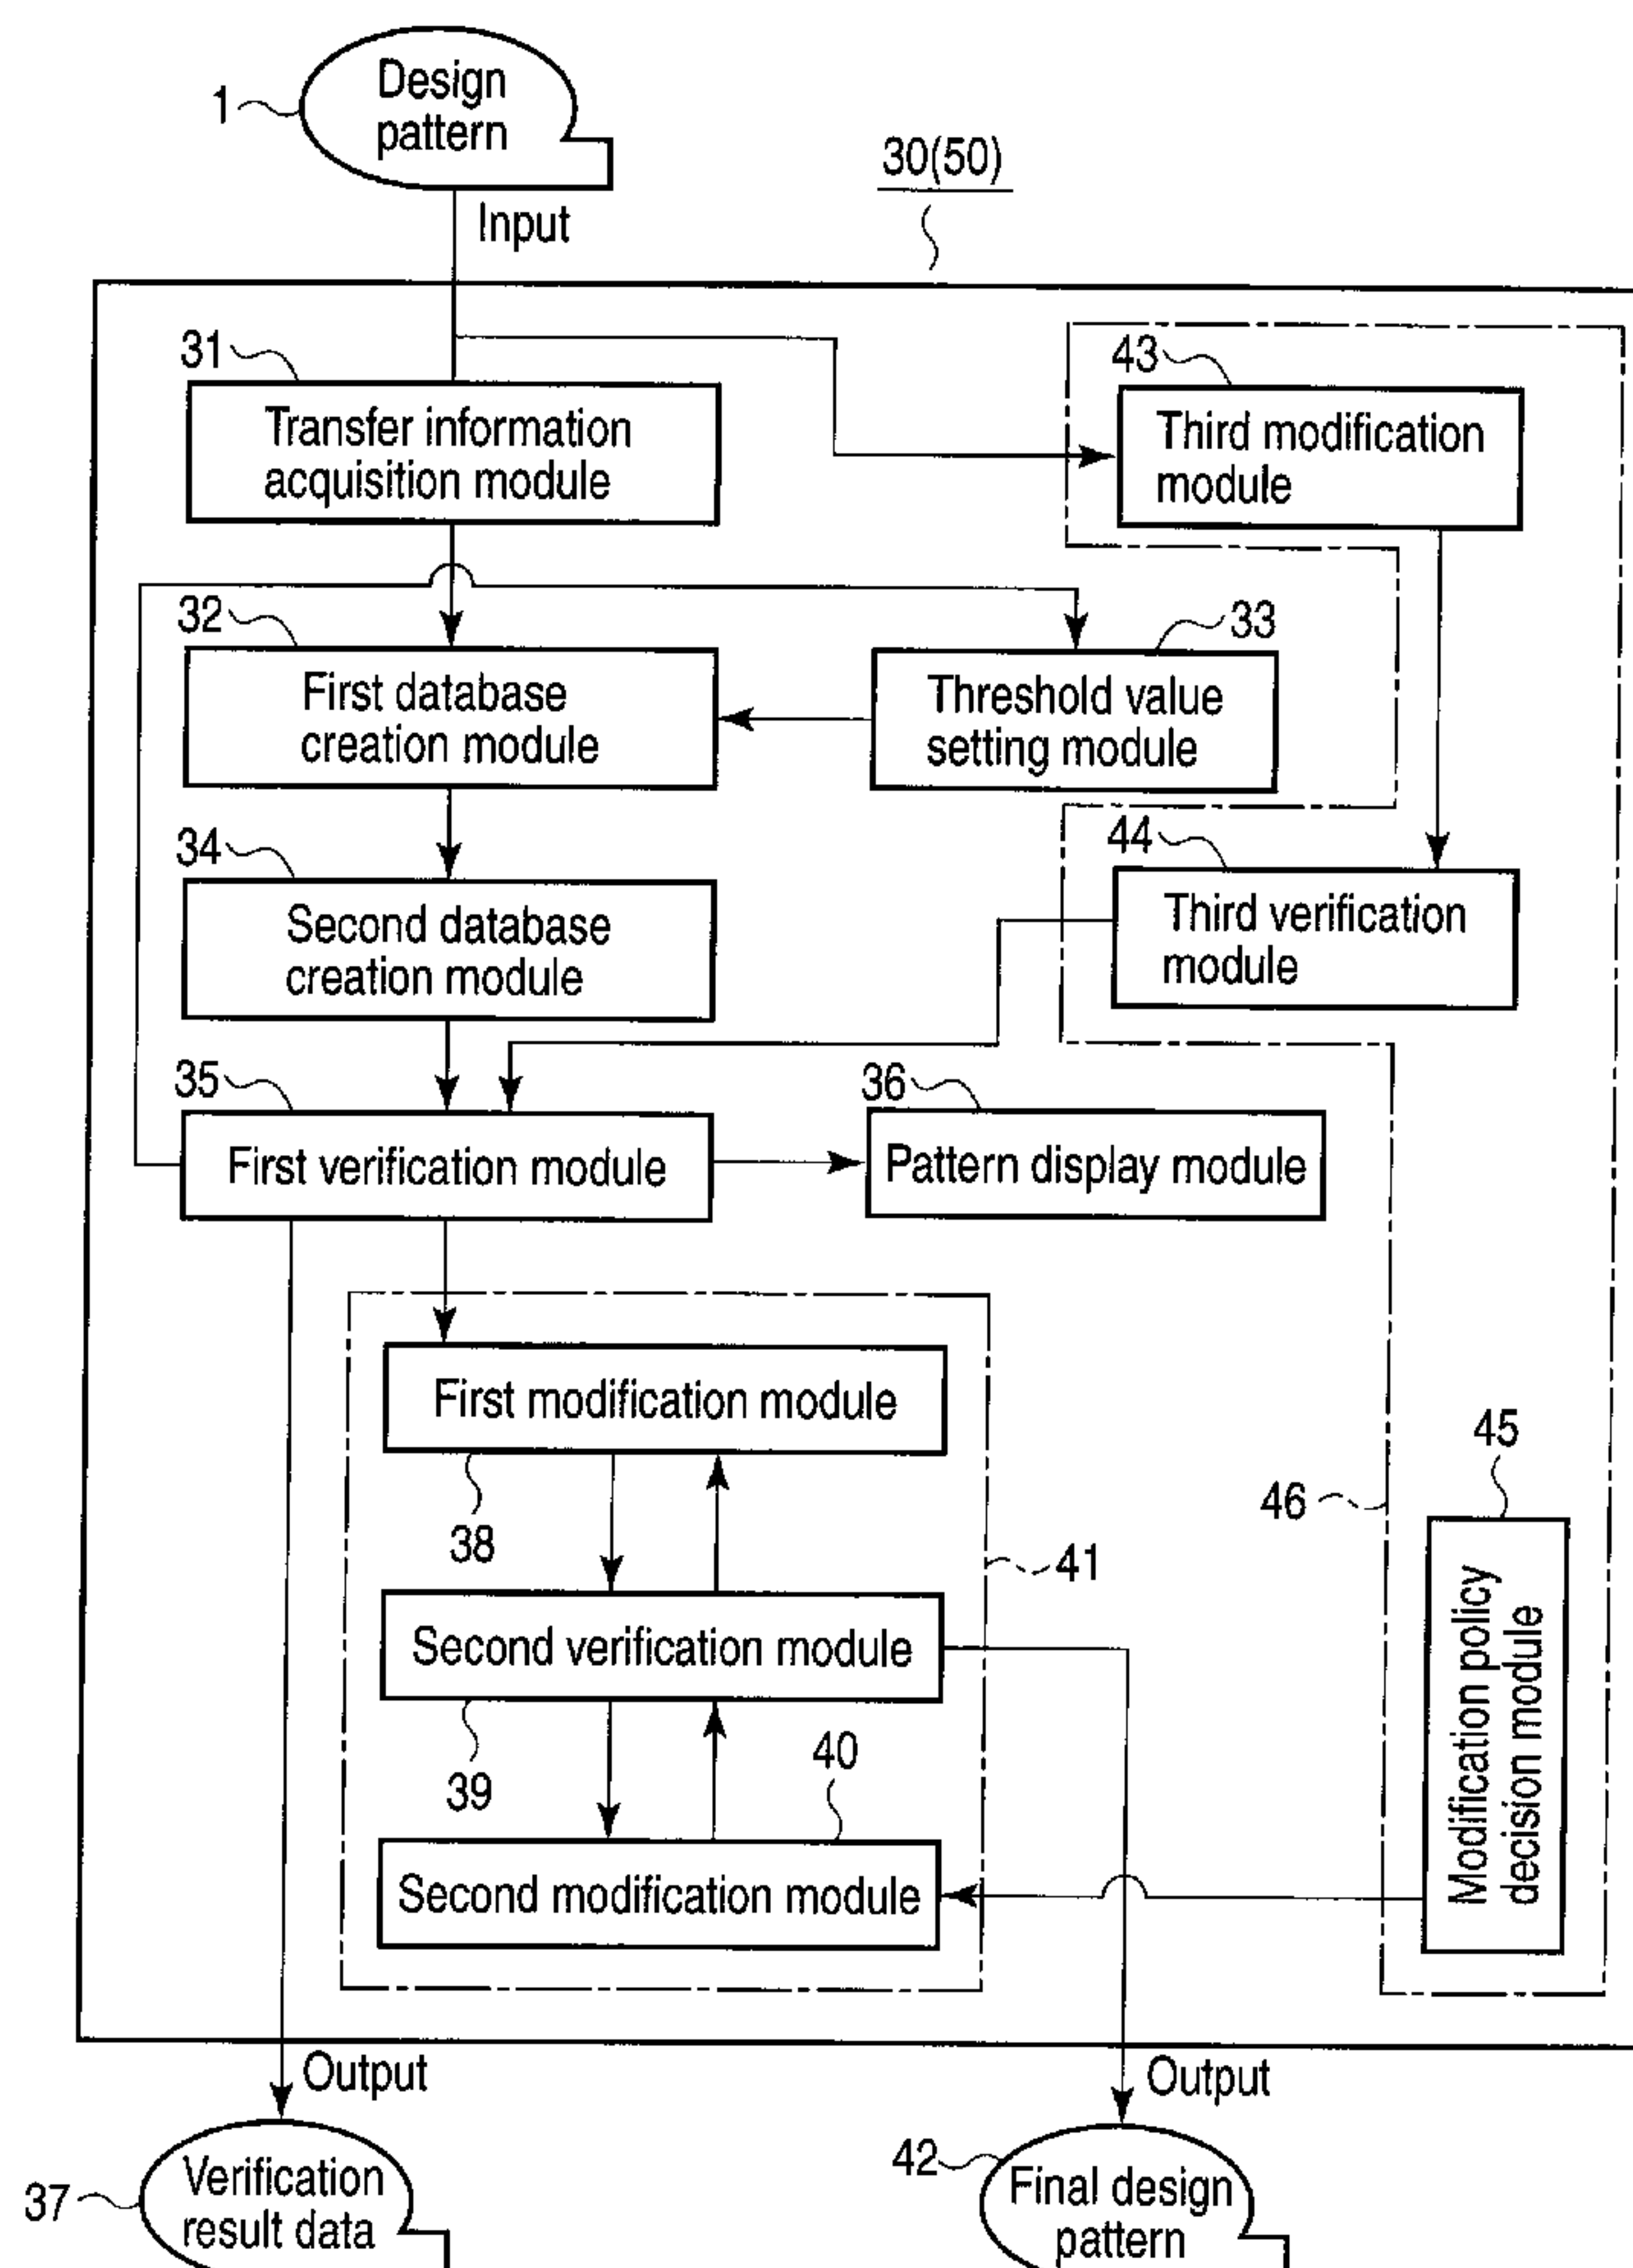 Design
pattern
1
Input
30(50)
31
Transfer information
acquisition module
43
Third modification
module
32
First database
creation module
33
Threshold value
setting module
34
Second database
creation module
44
Third verification
module
35
First verification module
36
Pattern display module
First modification module
38
41
Second verification module
39
40
Second modification module
46
45
Modification policy
decision module
Output
Output
37
Verification
result data
42
Final design
pattern